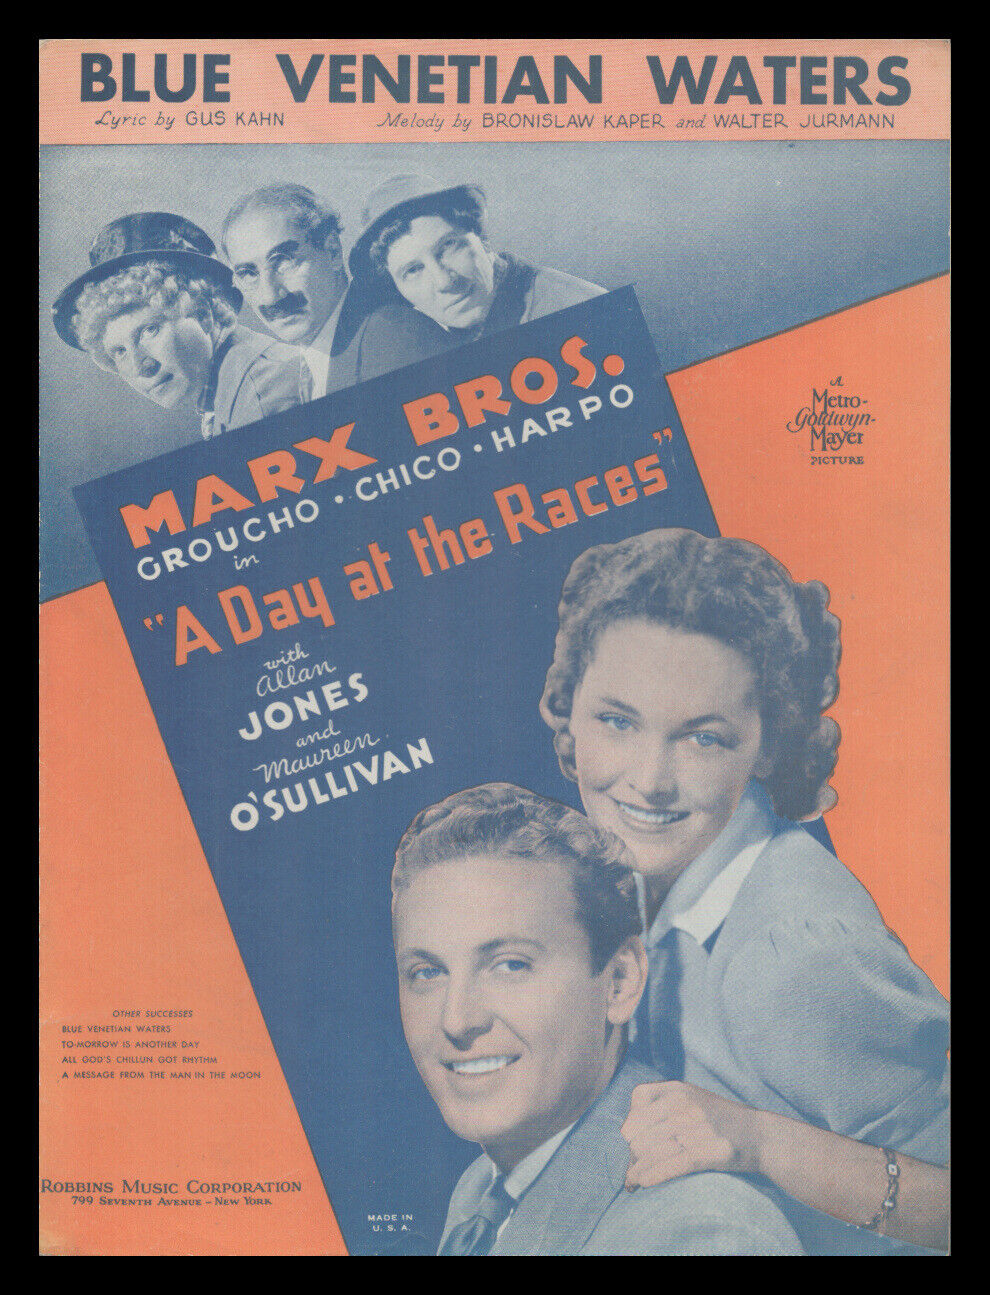 BLUE VENETIAN WATERS
Lyric by GUS KAHN
Melody by BRONISLAW KAPER and WALTER JURMANN
MARX BROS.
GROUCHO • CHICO • HARPO
in
"A Day at the Races"
with
Allan
JONES
and
Maureen
O'SULLIVAN
A
Metro-
Goldwyn-
Mayer
PICTURE
OTHER SUCCESSES
BLUE VENETIAN WATERS
TO-MORROW IS ANOTHER DAY
ALL GOD'S CHILLUN GOT RHYTHM
A MESSAGE FROM THE MAN IN THE MOON
ROBBINS MUSIC CORPORATION
799 SEVENTH AVENUE – NEW YORK
MADE IN
U. S. A.